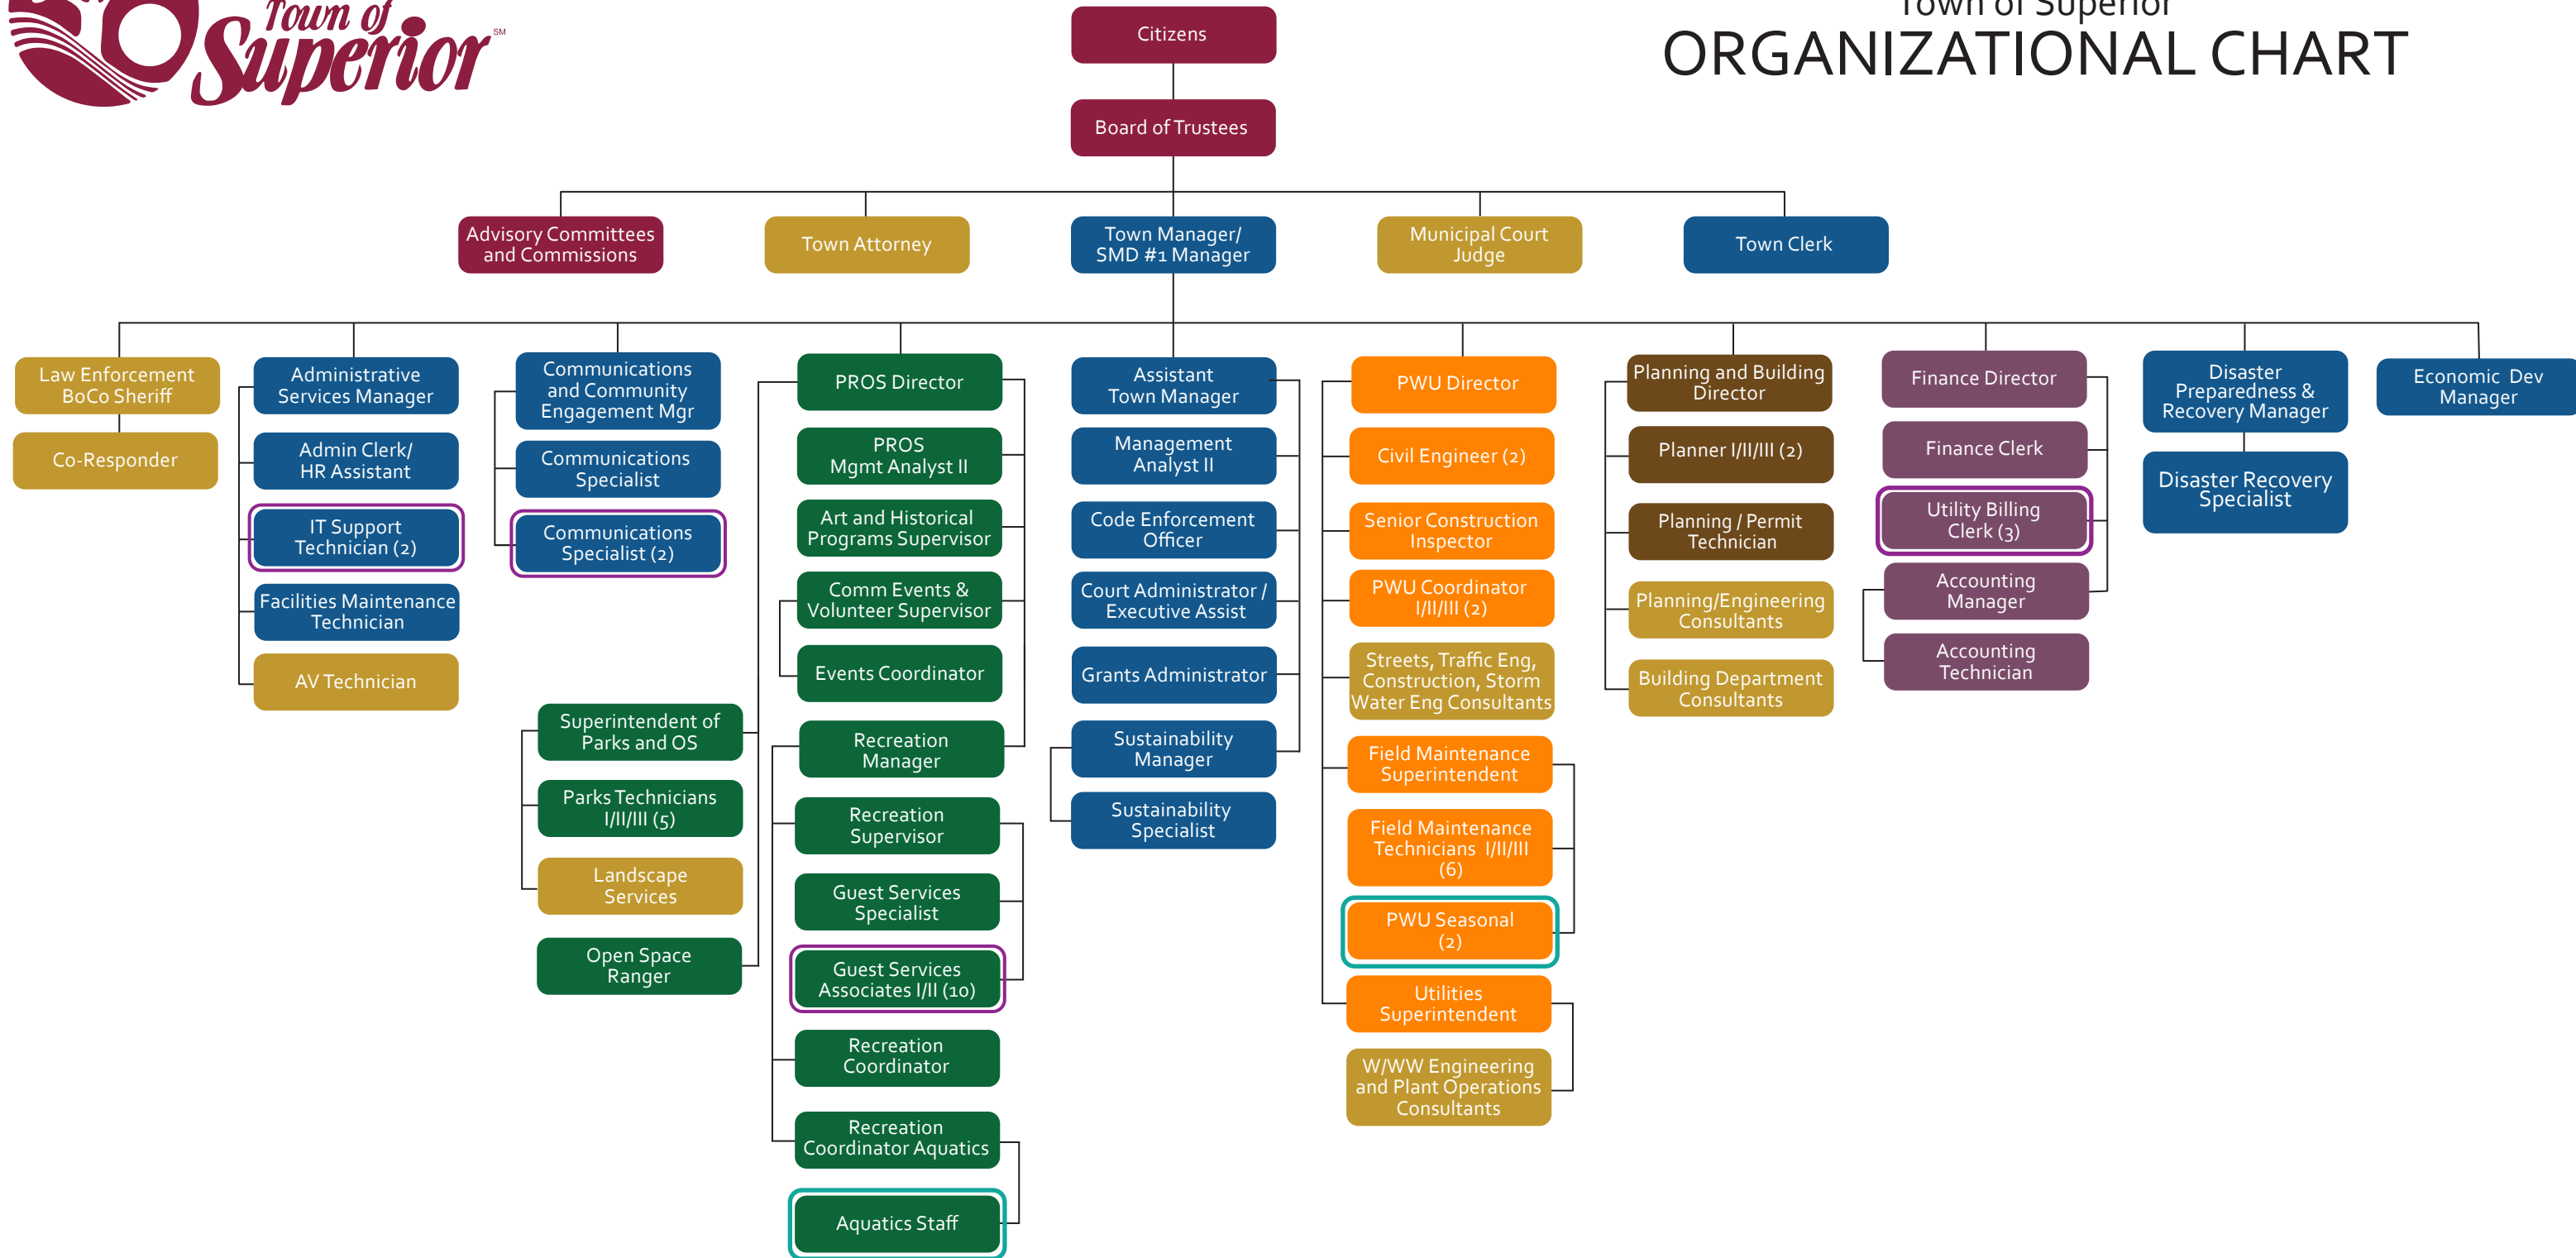 Town of
Superior
SM
Town of Superior
ORGANIZATIONAL CHART
Citizens
Board of Trustees
Advisory Committees
and Commissions
Town Attorney
Town Manager/
SMD #1 Manager
Municipal Court
Judge
Town Clerk
Law Enforcement
BoCo Sheriff
Co-Responder
Administrative
Services Manager
Admin Clerk/
HR Assistant
IT Support
Technician (2)
Facilities Maintenance
Technician
AV Technician
Communications
and Community
Engagement Mgr
Communications
Specialist
Communications
Specialist (2)
Superintendent of
Parks and OS
Parks Technicians
I/II/III (5)
Landscape
Services
Open Space
Ranger
PROS Director
PROS
Mgmt Analyst II
Art and Historical
Programs Supervisor
Comm Events &
Volunteer Supervisor
Events Coordinator
Recreation
Manager
Recreation
Supervisor
Guest Services
Specialist
Guest Services
Associates I/II (10)
Recreation
Coordinator
Recreation
Coordinator Aquatics
Aquatics Staff
Assistant
Town Manager
Management
Analyst II
Code Enforcement
Officer
Court Administrator /
Executive Assist
Grants Administrator
Sustainability
Manager
Sustainability
Specialist
PWU Director
Civil Engineer (2)
Senior Construction
Inspector
PWU Coordinator
I/II/III (2)
Streets, Traffic Eng,
Construction, Storm
Water Eng Consultants
Field Maintenance
Superintendent
Field Maintenance
Technicians I/II/III
(6)
PWU Seasonal
(2)
Utilities
Superintendent
W/WW Engineering
and Plant Operations
Consultants
Planning and Building
Director
Planner I/II/III (2)
Planning / Permit
Technician
Planning/Engineering
Consultants
Building Department
Consultants
Finance Director
Finance Clerk
Utility Billing
Clerk (3)
Accounting
Manager
Accounting
Technician
Disaster
Preparedness &
Recovery Manager
Disaster Recovery
Specialist
Economic Dev
Manager